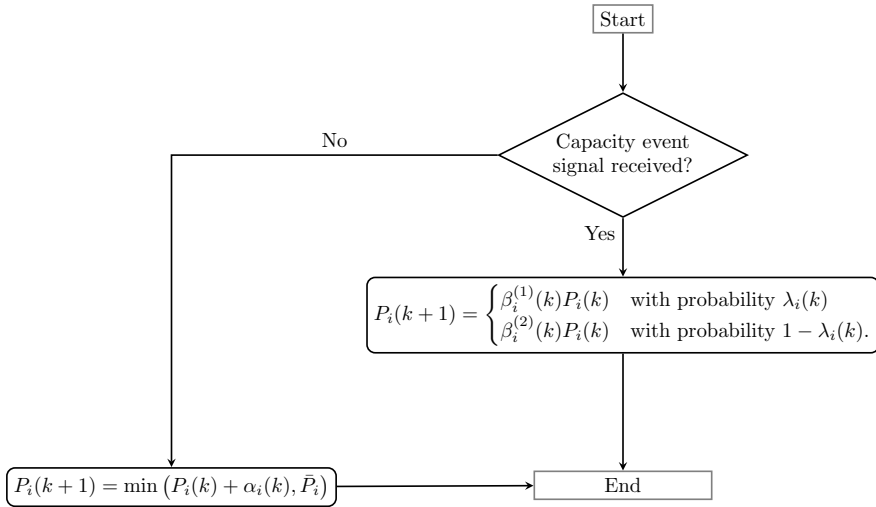 Start
Capacity event
signal received?
No
Yes
P_i(k + 1) = { β_i^{(1)}(k)P_i(k) with probability λ_i(k)
β_i^{(2)}(k)P_i(k) with probability 1 − λ_i(k).
P_i(k + 1) = min (P_i(k) + α_i(k), P̄_i)
End